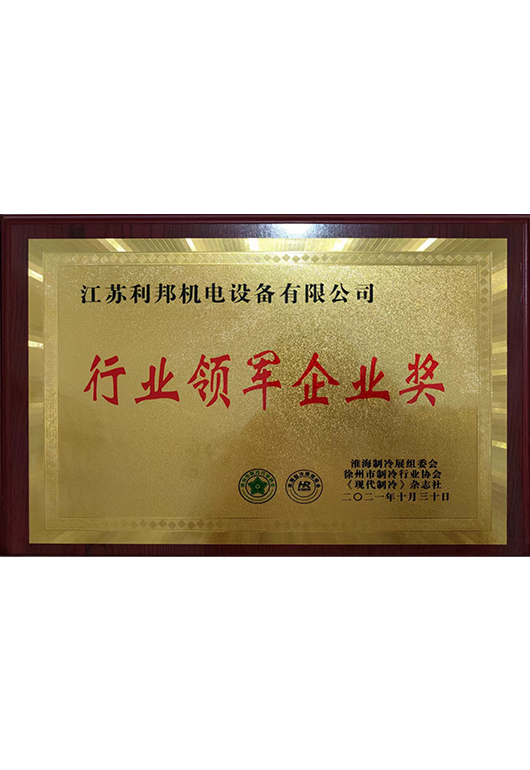 江苏利邦机电设备有限公司
行业领军企业奖
淮海制冷展组委会
徐州市制冷行业协会
《现代制冷》杂志社
二〇二一年十月三十日
HR